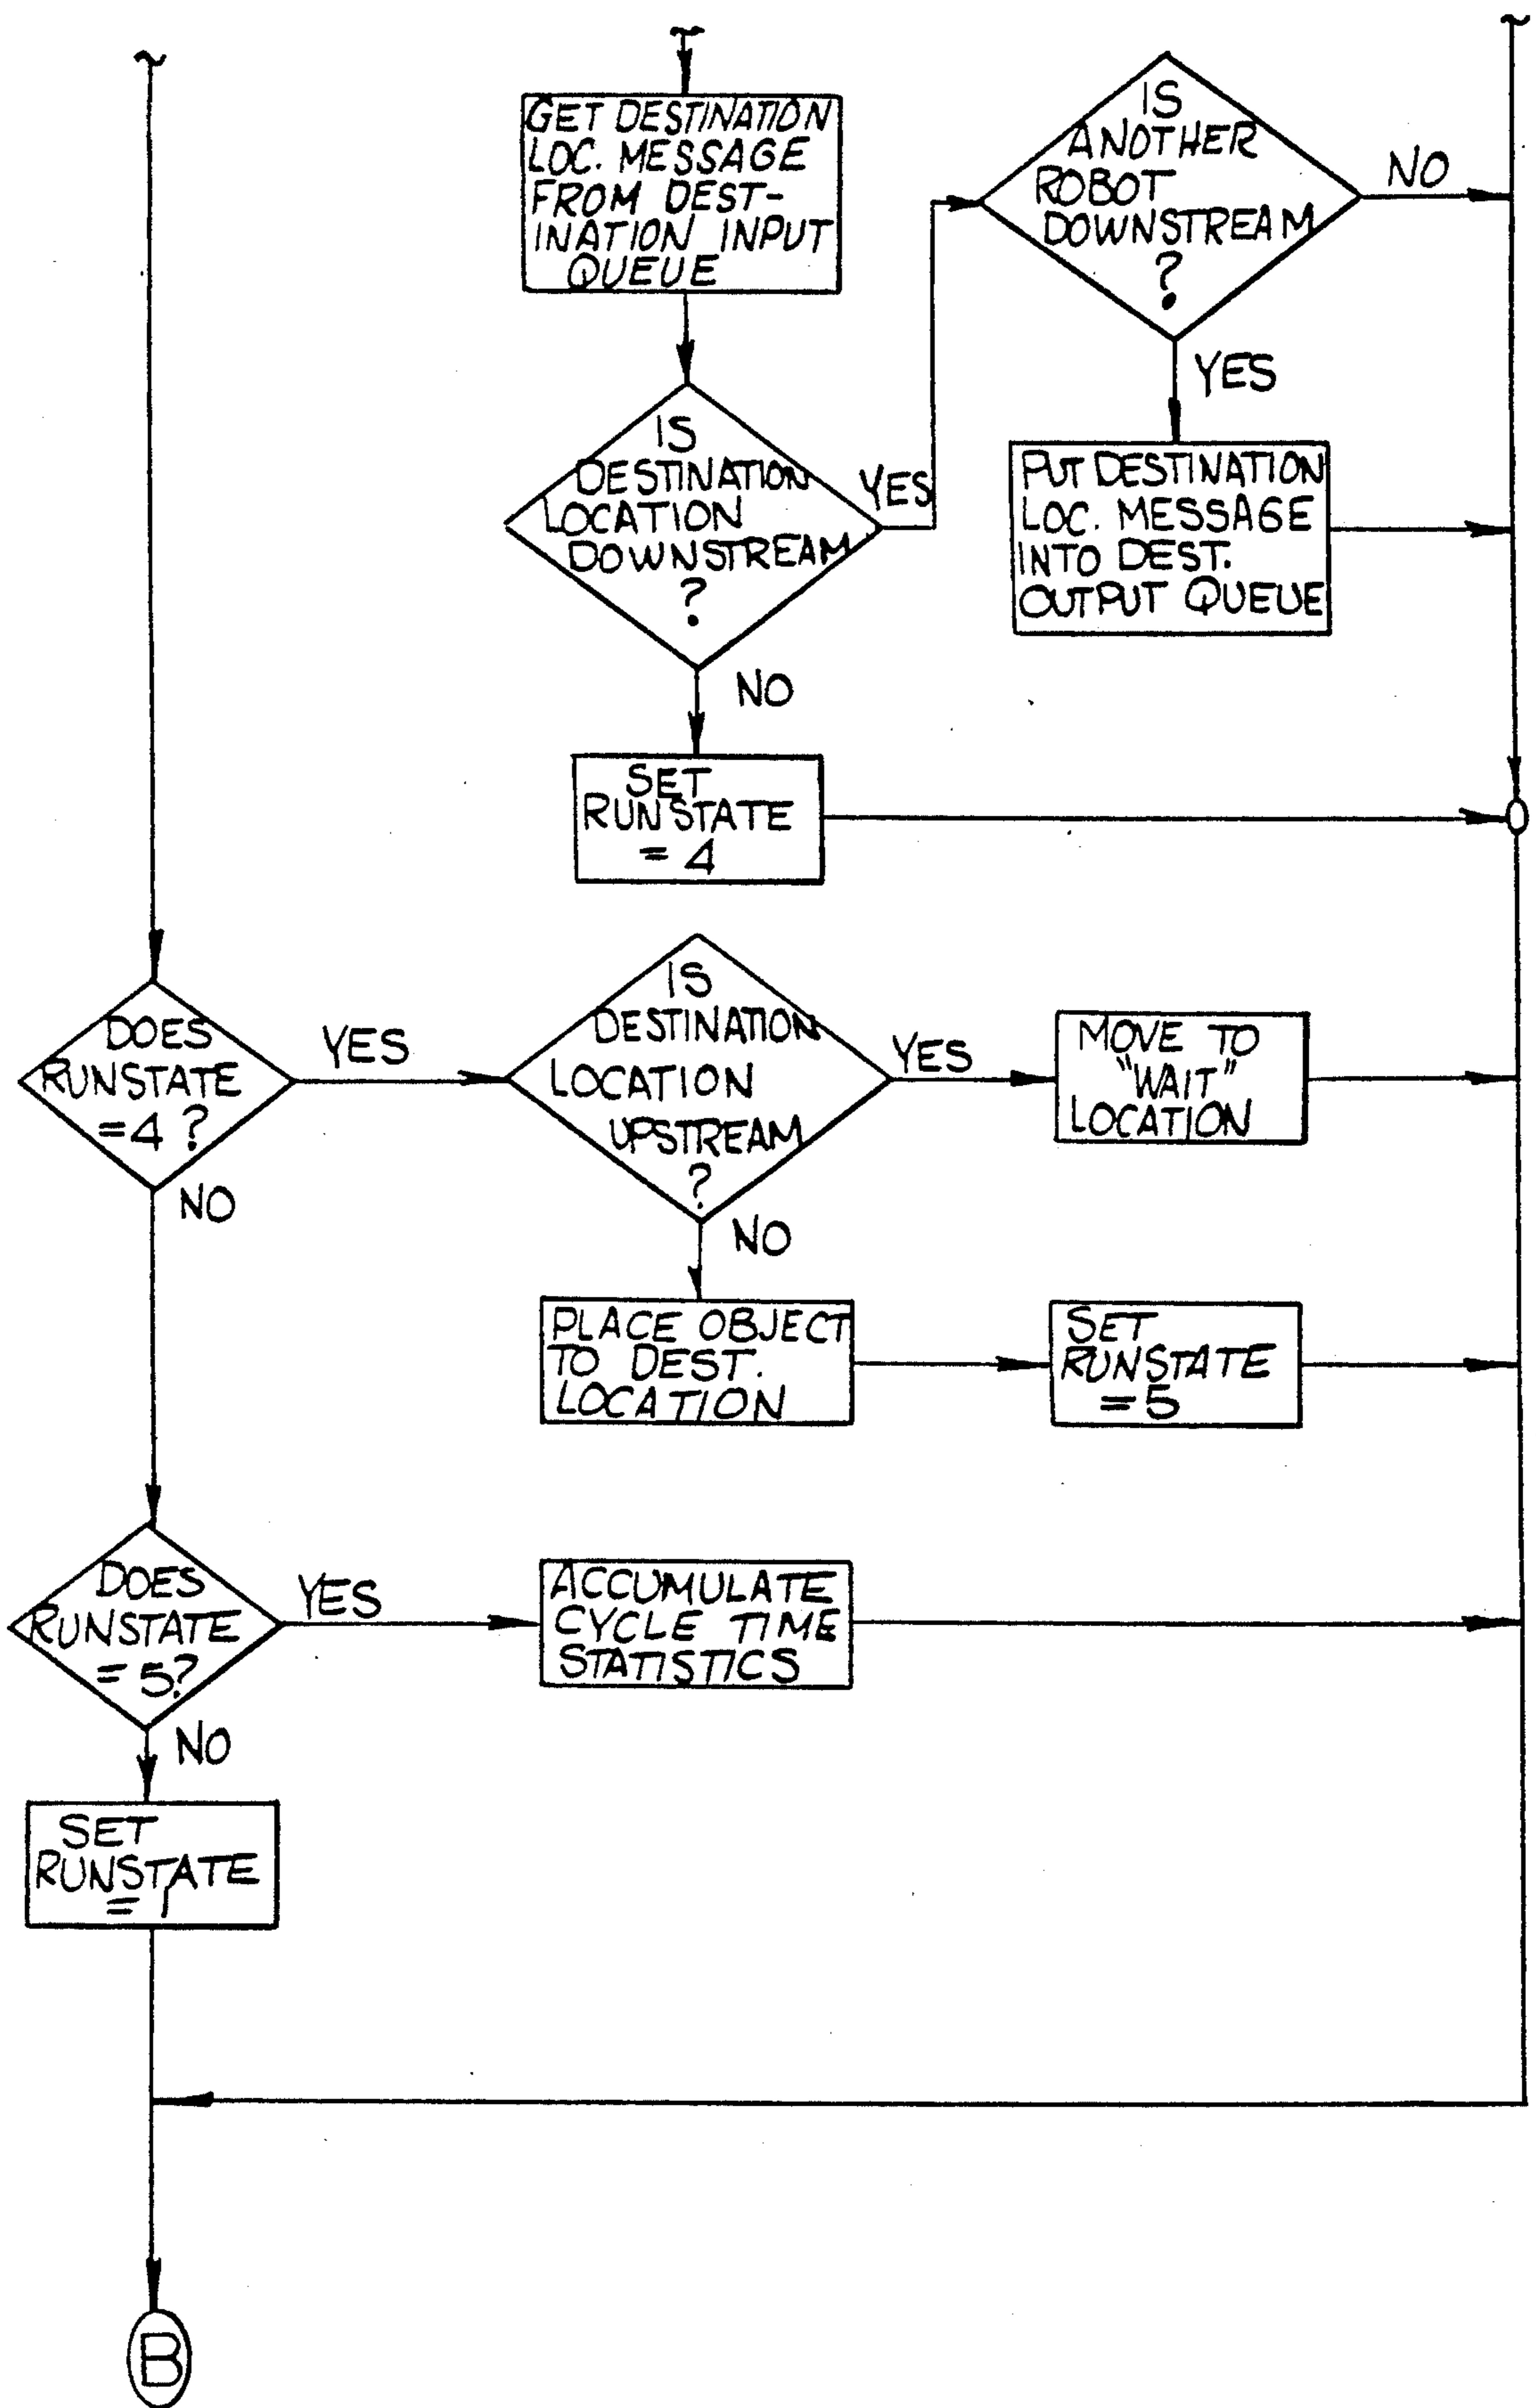 GET DESTINATION
LOC. MESSAGE
FROM DEST-
INATION INPUT
QUEUE
IS
ANOTHER
ROBOT
DOWNSTREAM
?
NO
YES
IS
DESTINATION
LOCATION
DOWNSTREAM
?
YES
PUT DESTINATION
LOC. MESSAGE
INTO DEST.
OUTPUT QUEUE
NO
SET
RUNSTATE
= 4
DOES
RUNSTATE
=4 ?
YES
IS
DESTINATION
LOCATION
UPSTREAM
?
YES
MOVE TO
"WAIT"
LOCATION
NO
NO
PLACE OBJECT
TO DEST.
LOCATION
SET
RUNSTATE
= 5
DOES
RUNSTATE
= 5?
YES
ACCUMULATE
CYCLE TIME
STATISTICS
NO
SET
RUNSTATE
= 1
B